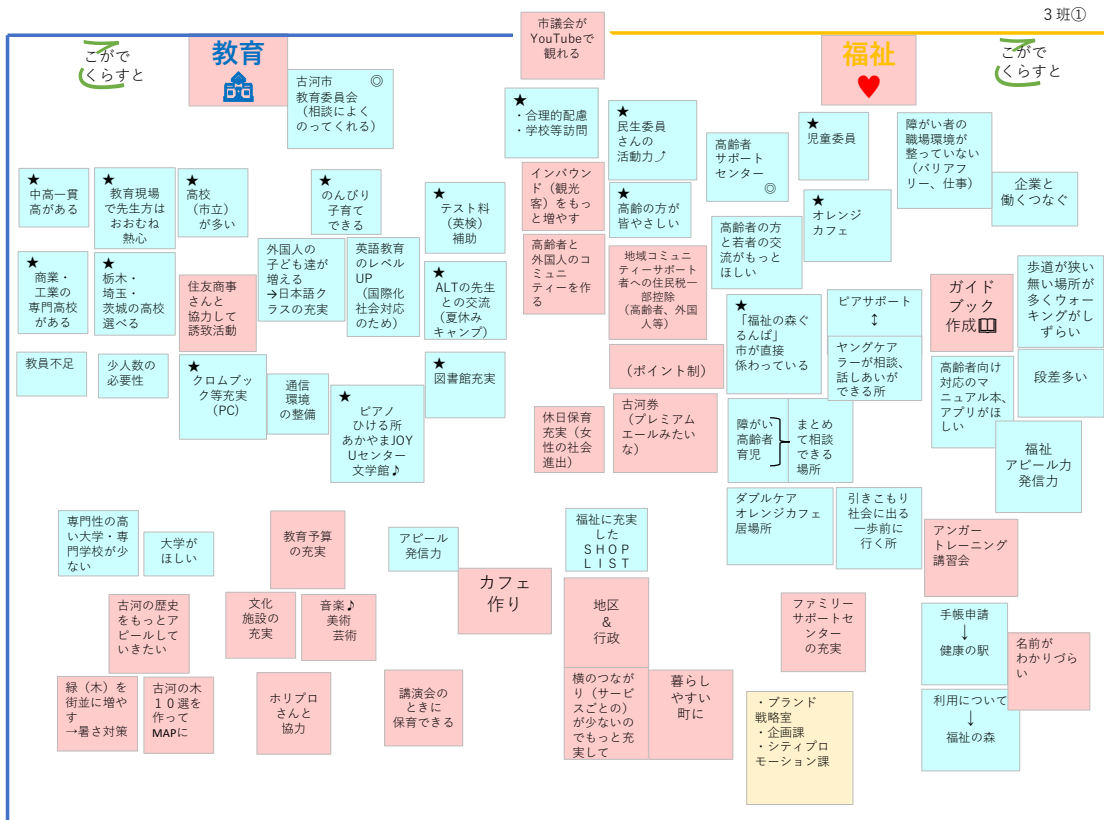 3班①
こがで
くらすと
教育
市議会が
YouTubeで
観れる
福祉
こがで
くらすと
古河市 ◎
教育委員会
（相談によく
のってくれる）
★
・合理的配慮
・学校等訪問
★
民生委員
さんの
活動力⤴
高齢者
サポート
センター
◎
★
児童委員
障がい者の
職場環境が
整っていない
（バリアフ
リー、仕事）
企業と
働くつなぐ
★
中高一貫
高がある
★
教育現場
で先生方は
おおむね
熱心
★
高校
（市立）
が多い
★
のんびり
子育て
できる
★
テスト料
（英検）
補助
インバウン
ド（観光
客）をもっ
と増やす
★
高齢の方が
皆やさしい
高齢者の方
と若者の交
流がもっと
ほしい
★
オレンジ
カフェ
★
商業・
工業の
専門高校
がある
★
栃木・
埼玉・
茨城の高校
選べる
住友商事
さんと
協力して
誘致活動
外国人の
子ども達が
増える
→日本語ク
ラスの充実
英語教育
のレベル
UP
（国際化
社会対応
のため）
★
ALTの先生
との交流
（夏休み
キャンプ）
高齢者と
外国人のコ
ミュニ
ティーを作
る
地域コミュニ
ティーサポート
者への住民税一
部控除
（高齢者、外国
人等）
★
「福祉の森ぐ
るんぱ」
市が直接
係わっている
ピアサポート
↕
ヤングケア
ラーが相談、
話しあいが
できる所
ガイド
ブック
作成
歩道が狭い
無い場所が
多くウォー
キングがし
ずらい
教員不足
少人数の
必要性
★
クロムブッ
ク等充実
（PC）
通信
環境
の整備
★
ピアノ
ひける所
あかやまJOY
Uセンター
文学館♪
★
図書館充実
（ポイント制）
高齢者向け
対応のマ
ニュアル本、
アプリがほ
しい
段差多い
休日保育
充実（女
性の社会
進出）
古河券
（プレミアム
エールみたい
な）
障がい
高齢者
育児
まとめ
て相談
できる
場所
福祉
アピール力
発信力
専門性の高
い大学・専
門学校が少
ない
大学が
ほしい
教育予算
の充実
アピール
発信力
福祉に充実
した
SHOP
LIST
ダブルケア
オレンジカフェ
居場所
引きこもり
社会に出る
一歩前に
行く所
アンガー
トレーニング
講習会
古河の歴史
をもっとア
ピールして
いきたい
文化
施設の
充実
音楽♪
美術
芸術
カフェ
作り
地区
&
行政
ファミリー
サポートセ
ンター
の充実
手帳申請
↓
健康の駅
名前が
わかりづら
い
緑（木）を
街並に増や
す
→暑さ対策
古河の木
１０選を
作って
MAPに
ホリプロ
さんと
協力
講演会の
ときに
保育できる
横のつなが
り（サービ
スごとの）
が少ないの
でもっと充
実して
暮らし
やすい
町に
・ブランド
戦略室
・企画課
・シティプロ
モーション課
利用について
↓
福祉の森